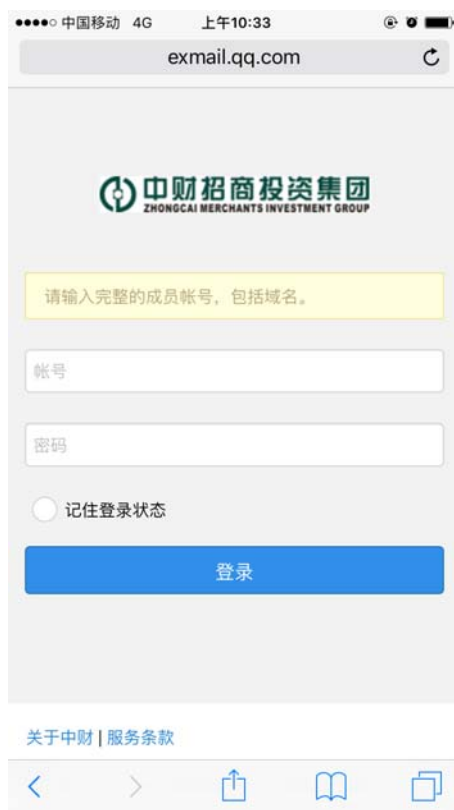 中国移动 4G 上午10:33
exmail.qq.com
中财招商投资集团
ZHONGCAI MERCHANTS INVESTMENT GROUP
请输入完整的成员帐号，包括域名。
帐号
密码
记住登录状态
登录
关于中财 | 服务条款